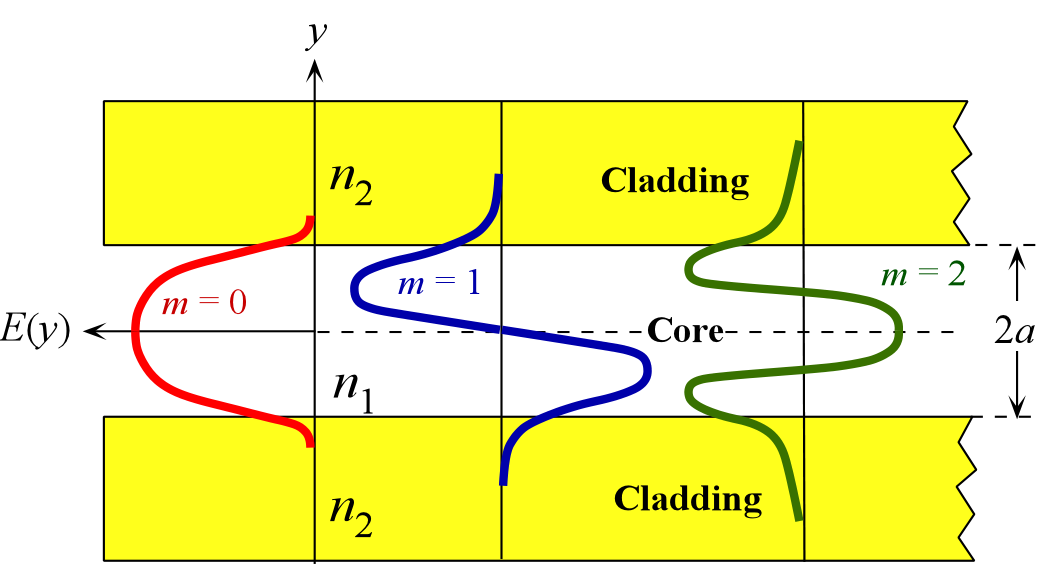 y
n₂
Cladding
m = 1
m = 2
m = 0
E(y)
Core
2a
n₁
Cladding
n₂